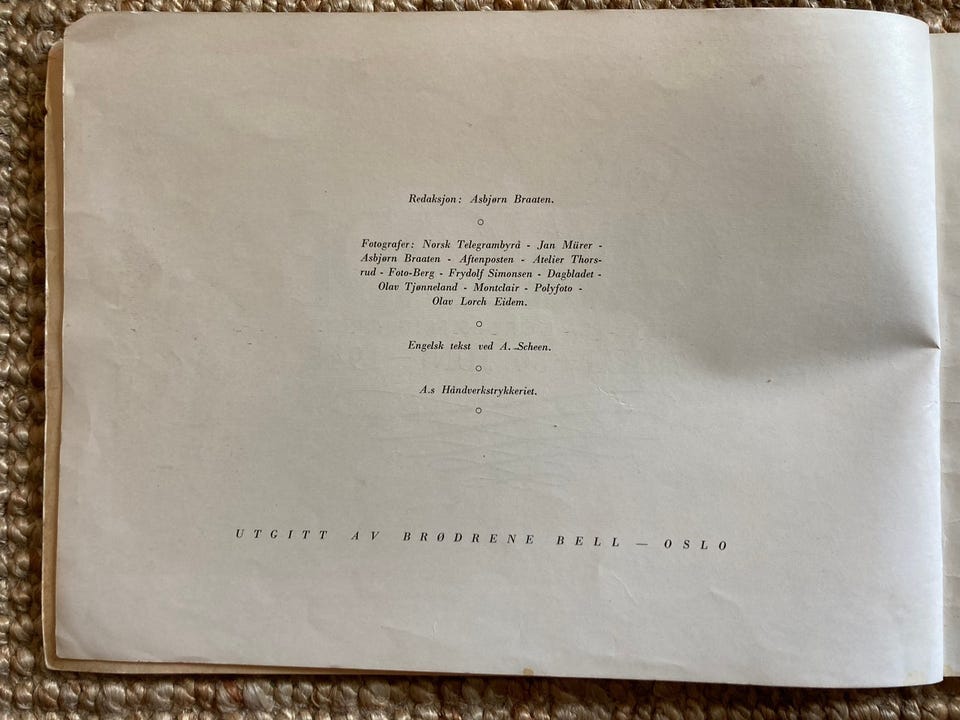 Redaksjon: Asbjørn Braaten.
Fotografer: Norsk Telegrambyrå - Jan Mürer -
Asbjørn Braaten - Aftenposten - Atelier Thors-
rud - Foto-Berg - Frydolf Simonsen - Dagbladet -
Olav Tjønneland - Montclair - Polyfoto -
Olav Lorch Eidem.
Engelsk tekst ved A. Scheen.
A.s Håndverkstrykkeriet.
UTGITT AV BRØDRENE BELL — OSLO